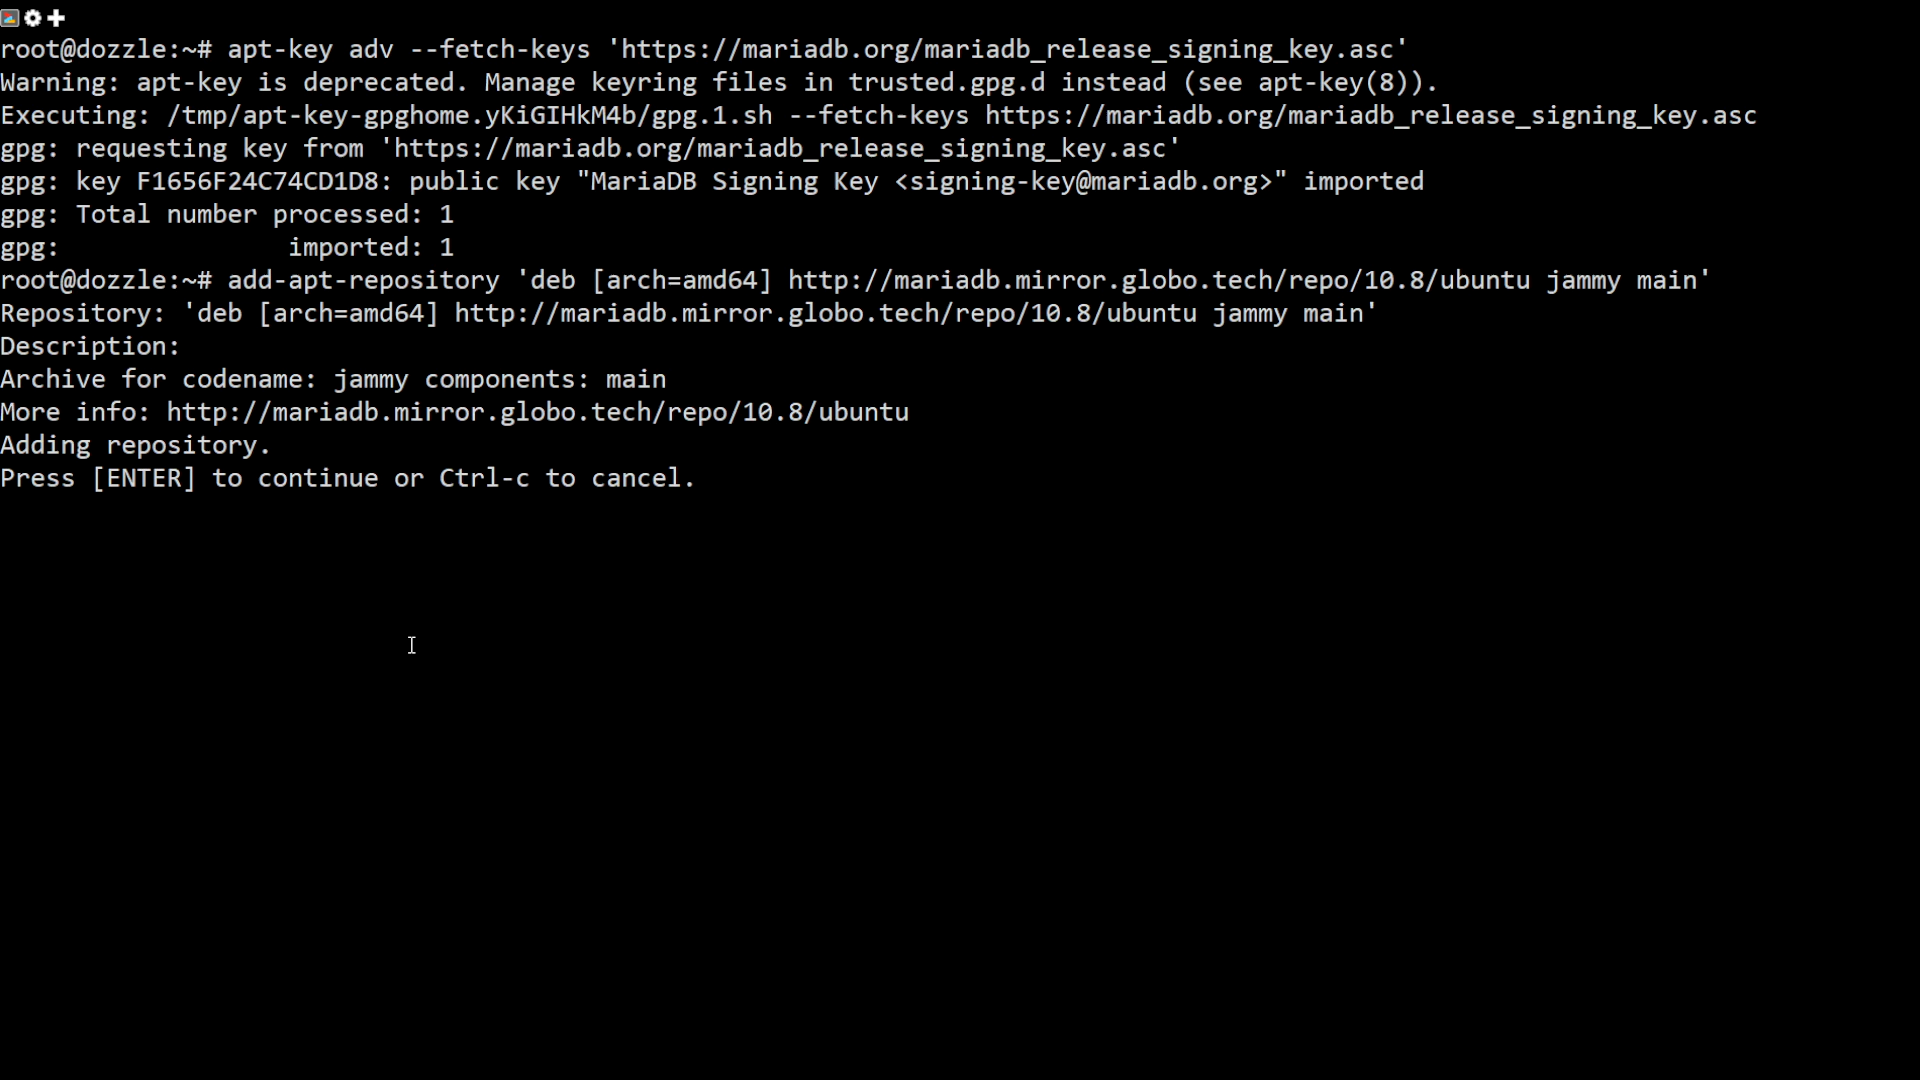 root@dozzle:~# apt-key adv --fetch-keys 'https://mariadb.org/mariadb_release_signing_key.asc'
Warning: apt-key is deprecated. Manage keyring files in trusted.gpg.d instead (see apt-key(8)).
Executing: /tmp/apt-key-gpghome.yKiGIHkM4b/gpg.1.sh --fetch-keys https://mariadb.org/mariadb_release_signing_key.asc
gpg: requesting key from 'https://mariadb.org/mariadb_release_signing_key.asc'
gpg: key F1656F24C74CD1D8: public key "MariaDB Signing Key <signing-key@mariadb.org>" imported
gpg: Total number processed: 1
gpg:               imported: 1
root@dozzle:~# add-apt-repository 'deb [arch=amd64] http://mariadb.mirror.globo.tech/repo/10.8/ubuntu jammy main'
Repository: 'deb [arch=amd64] http://mariadb.mirror.globo.tech/repo/10.8/ubuntu jammy main'
Description:
Archive for codename: jammy components: main
More info: http://mariadb.mirror.globo.tech/repo/10.8/ubuntu
Adding repository.
Press [ENTER] to continue or Ctrl-c to cancel.